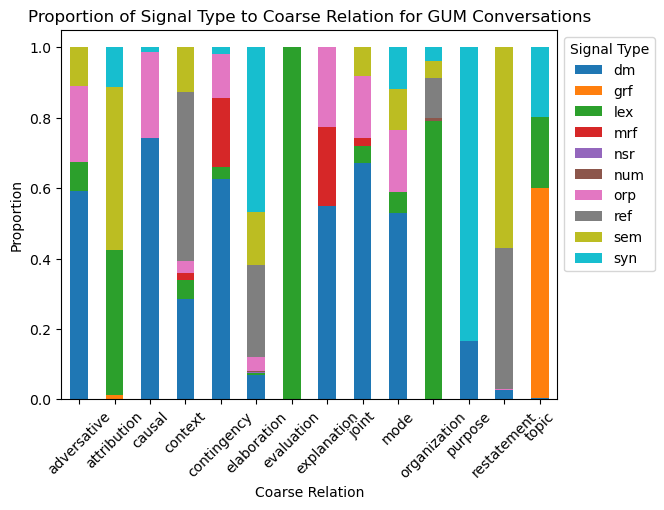 Proportion of Signal Type to Coarse Relation for GUM Conversations
1.0
0.8
0.6
0.4
0.2
0.0
Proportion
adversative
attribution
causal
context
contingency
elaboration
evaluation
explanation
joint
mode
organization
purpose
restatement
topic
Coarse Relation
Signal Type
dm
grf
lex
mrf
nsr
num
orp
ref
sem
syn